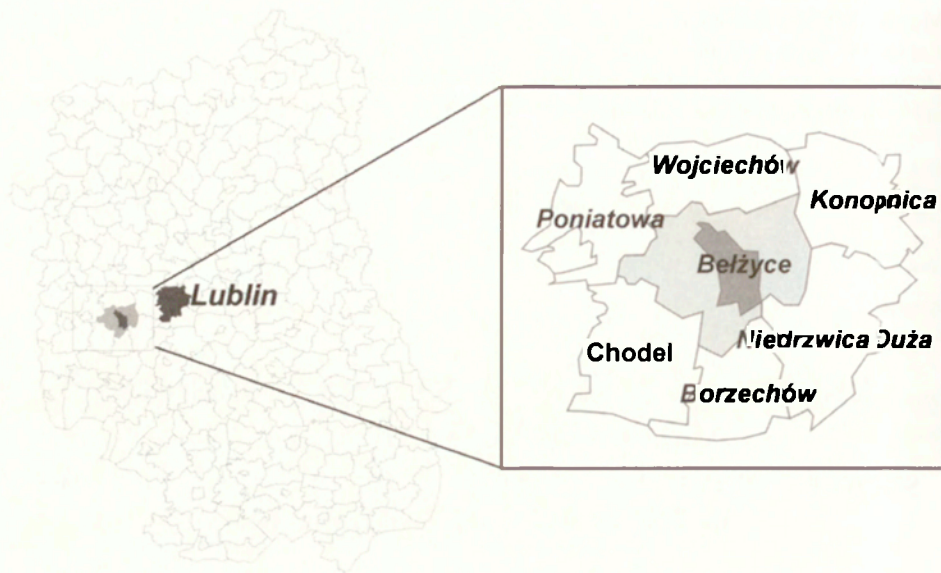 Wojciechów
Konopnica
Poniatowa
Bełżyce
Lublin
Niedrzwica Duża
Chodel
Borzechów